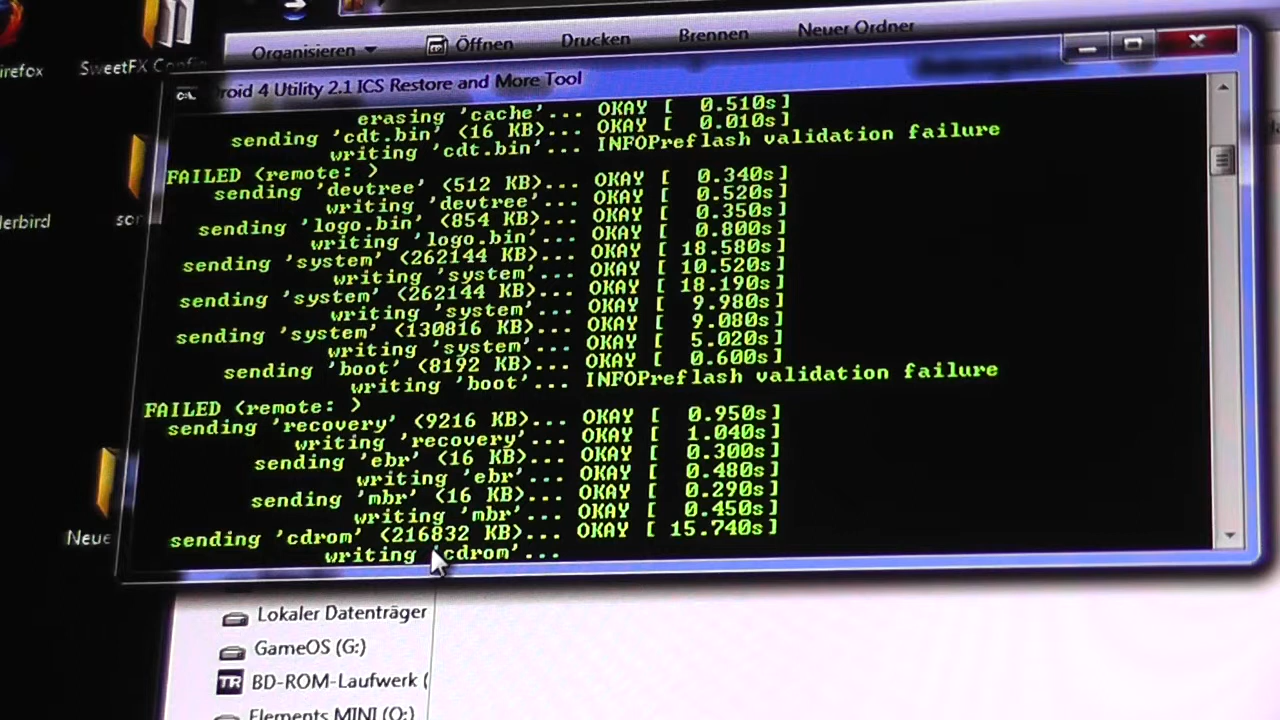 Organisieren
Öffnen
Drucken
Brennen
Neuer Ordner
SweetFX Config
roid 4 Utility 2.1 ICS Restore and More Tool
erasing 'cache'... OKAY [ 0.510s]
sending 'cdt.bin' (16 KB)... OKAY [ 0.010s]
writing 'cdt.bin'... INFOPreflash validation failure
FAILED (remote: )
sending 'devtree' (512 KB)... OKAY [ 0.340s]
writing 'devtree'... OKAY [ 0.520s]
sending 'logo.bin' (854 KB)... OKAY [ 0.350s]
writing 'logo.bin'... OKAY [ 0.800s]
sending 'system' (262144 KB)... OKAY [ 18.580s]
writing 'system'... OKAY [ 10.520s]
sending 'system' (262144 KB)... OKAY [ 18.190s]
writing 'system'... OKAY [ 9.980s]
sending 'system' (130816 KB)... OKAY [ 9.080s]
writing 'system'... OKAY [ 5.020s]
sending 'boot' (8192 KB)... OKAY [ 0.600s]
writing 'boot'... INFOPreflash validation failure
FAILED (remote: )
sending 'recovery' (9216 KB)... OKAY [ 0.950s]
writing 'recovery'... OKAY [ 1.040s]
sending 'ebr' (16 KB)... OKAY [ 0.300s]
writing 'ebr'... OKAY [ 0.480s]
sending 'mbr' (16 KB)... OKAY [ 0.290s]
writing 'mbr'... OKAY [ 0.450s]
sending 'cdrom' (216832 KB)... OKAY [ 15.740s]
writing 'cdrom'...
irefox
derbird
sor
Neue
Lokaler Datenträger
GameOS (G:)
TR BD-ROM-Laufwerk (
Elements MINI (O:)